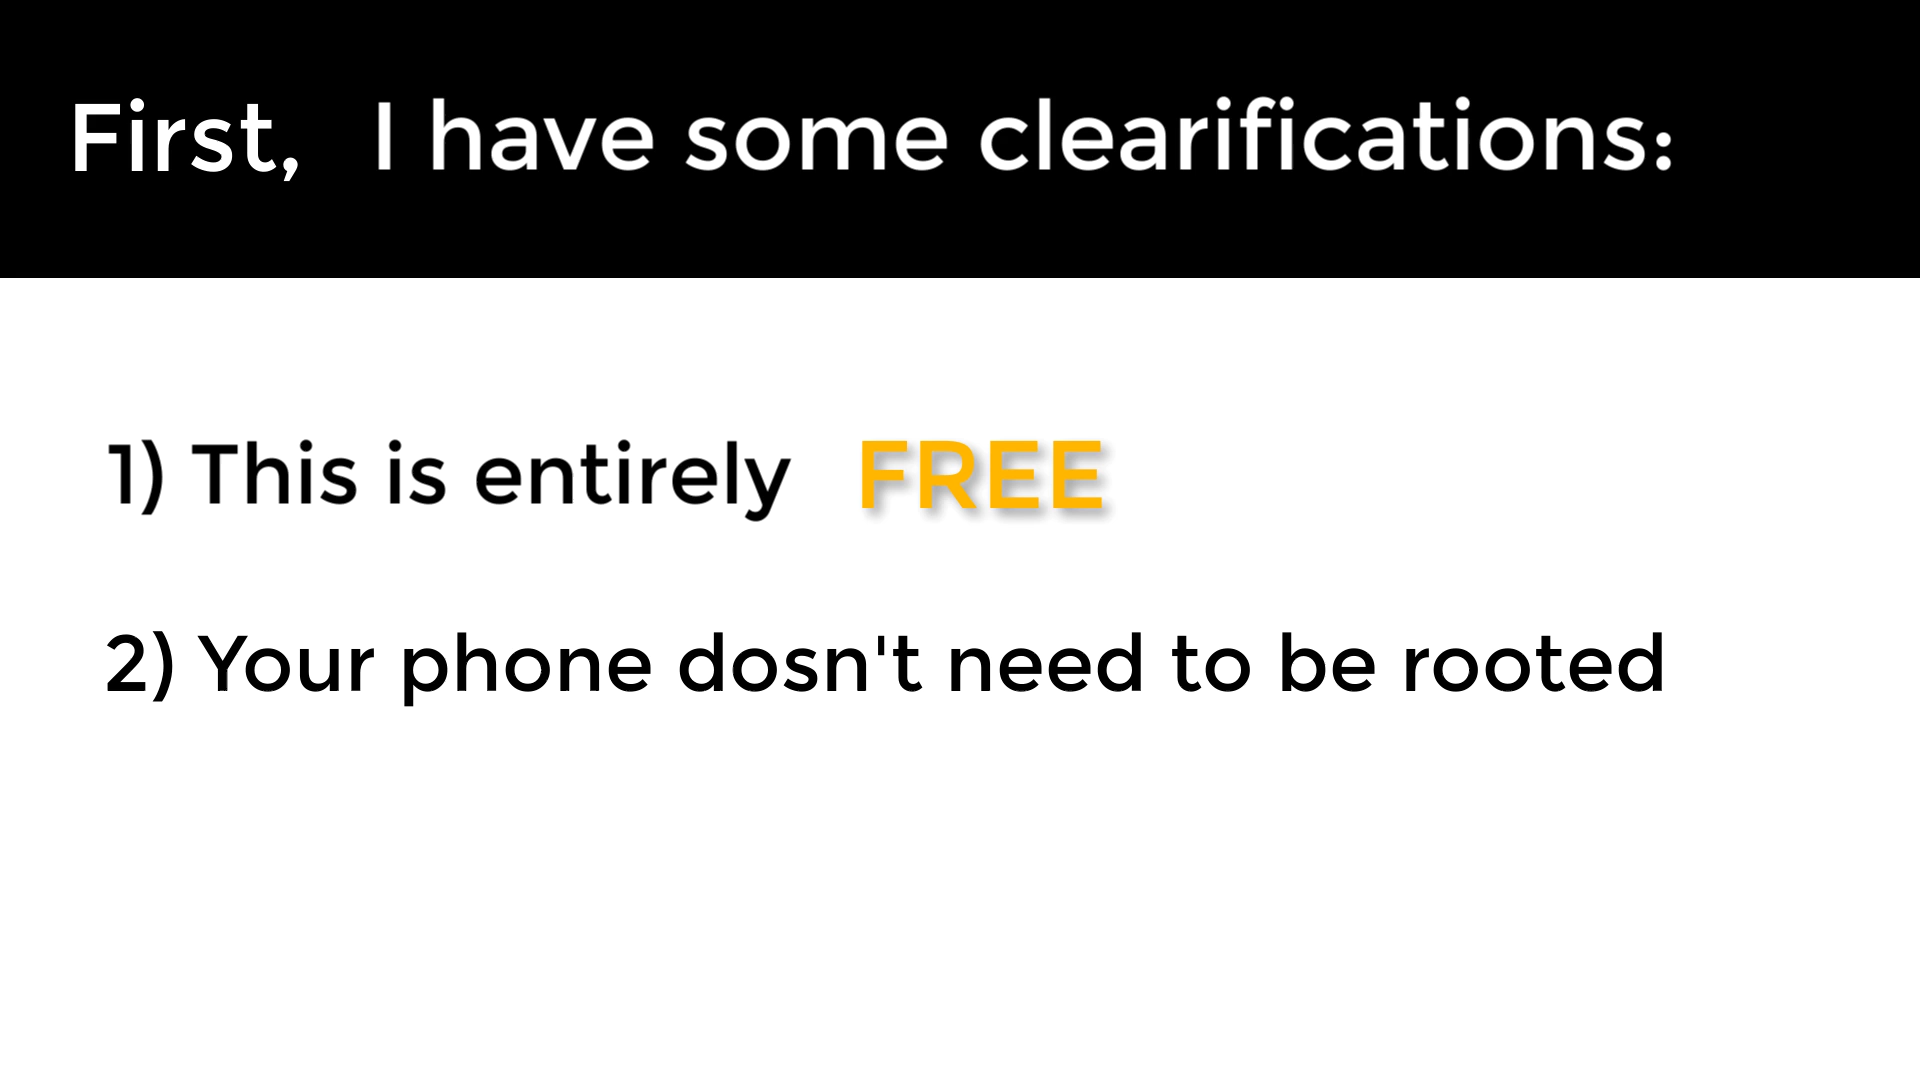 First, I have some clearifications:
1) This is entirely FREE
2) Your phone dosn't need to be rooted